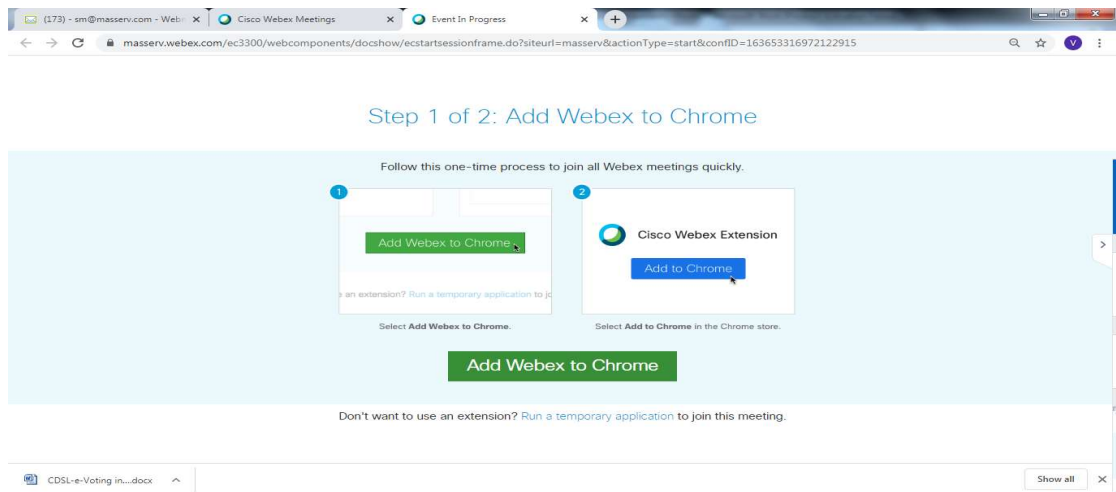 (173) - sm@masserv.com - Web
Cisco Webex Meetings
Event In Progress
masserv.webex.com/ec3300/webcomponents/docshow/ecstartsessionframe.do?siteurl=masserv&actionType=start&confID=163653316972122915
V
Step 1 of 2: Add Webex to Chrome
Follow this one-time process to join all Webex meetings quickly.
1
Add Webex to Chrome
an extension? Run a temporary application to jo
Select Add Webex to Chrome.
2
Cisco Webex Extension
Add to Chrome
Select Add to Chrome in the Chrome store.
Add Webex to Chrome
Don't want to use an extension? Run a temporary application to join this meeting.
CDSL-e-Voting in....docx
Show all